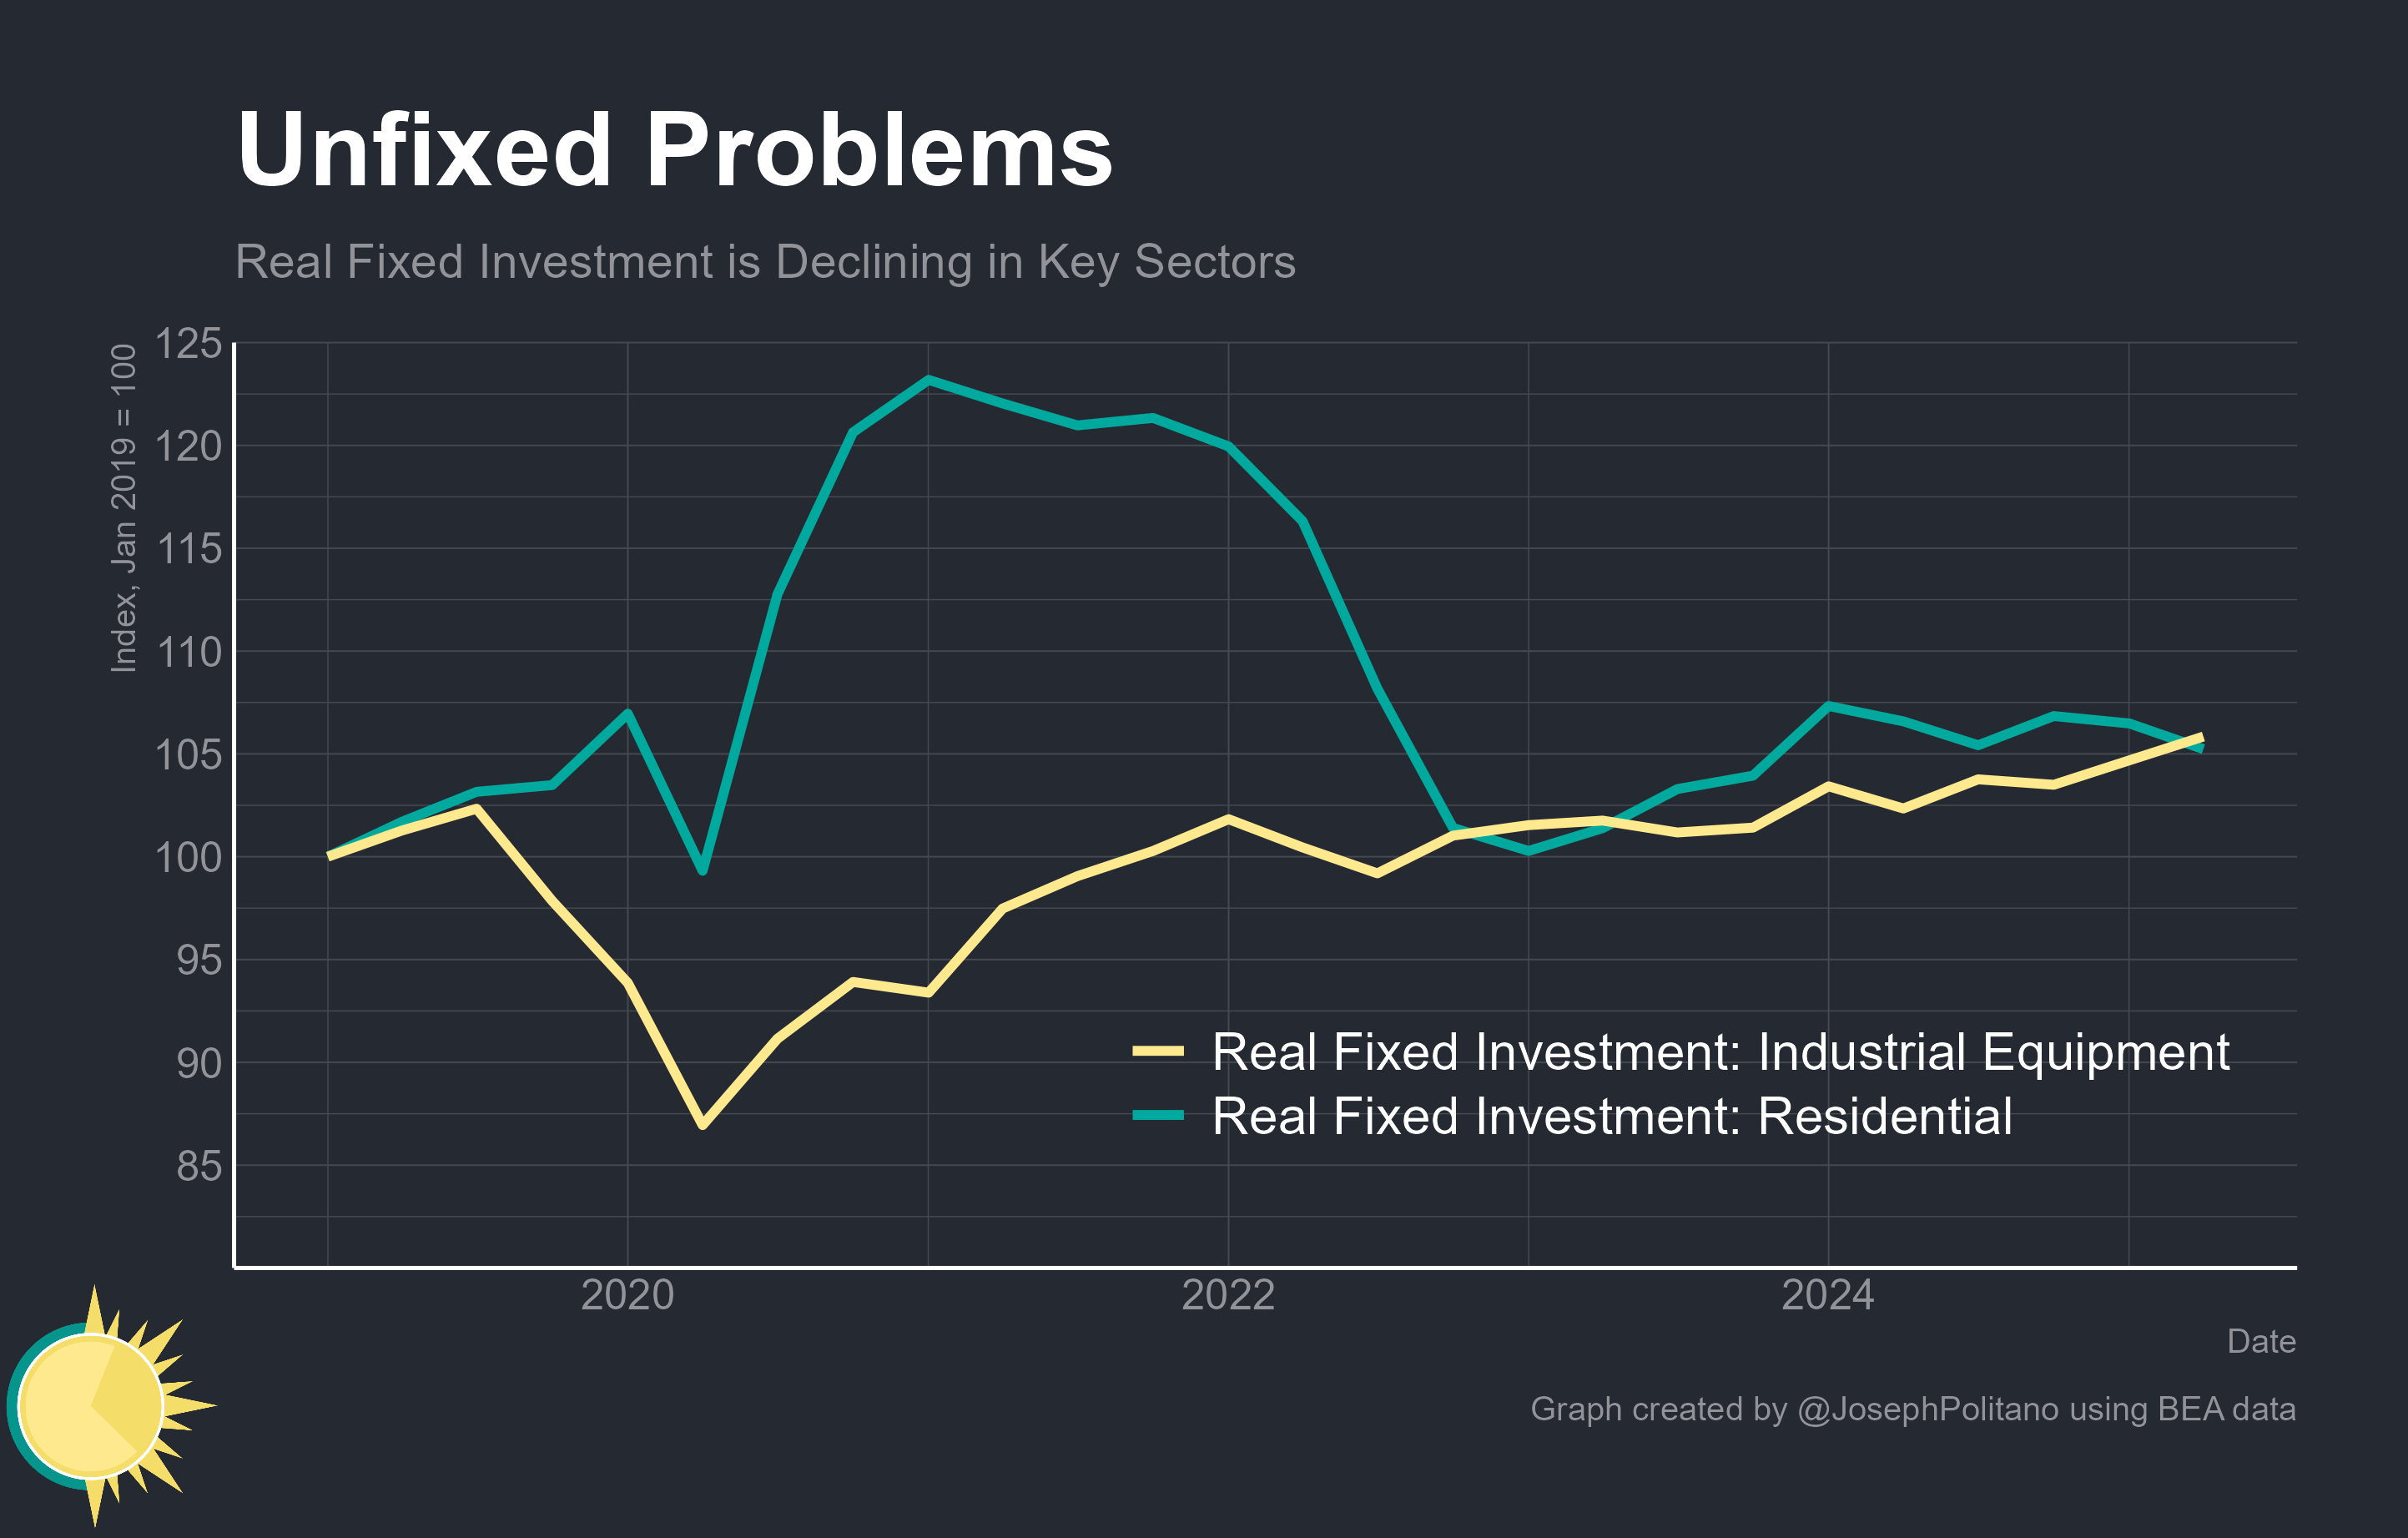 Unfixed Problems
Real Fixed Investment is Declining in Key Sectors
Index, Jan 2019 = 100
125
120
115
110
105
100
95
90
85
Real Fixed Investment: Industrial Equipment
Real Fixed Investment: Residential
2020
2022
2024
Date
Graph created by @JosephPolitano using BEA data